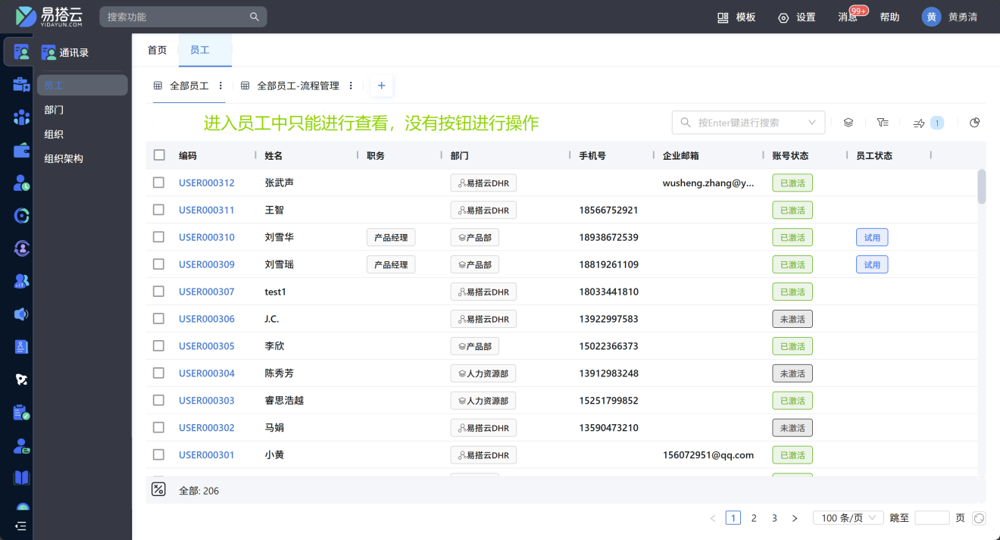 易搭云
YIDAYUN.COM
搜索功能
模板
设置
消息
99+
帮助
黄
黄勇清
通讯录
员工
部门
组织
组织架构
首页
员工
全部员工
全部员工-流程管理
+
进入员工中只能进行查看，没有按钮进行操作
按Enter键进行搜索
1
编码 姓名 职务 部门 手机号 企业邮箱 账号状态 员工状态
USER000312 张武声 易搭云DHR wusheng.zhang@y... 已激活
USER000311 王智 易搭云DHR 18566752921 已激活
USER000310 刘雪华 产品经理 产品部 18938672539 已激活 试用
USER000309 刘雪瑶 产品经理 产品部 18819261109 已激活 试用
USER000307 test1 易搭云DHR 18033441810 已激活
USER000306 J.C. 易搭云DHR 13922997583 未激活
USER000305 李欣 产品部 15022366373 已激活
USER000304 陈秀芳 人力资源部 13912983248 未激活
USER000303 睿思浩越 人力资源部 15251799852 已激活
USER000302 马娟 易搭云DHR 13590473210 未激活
USER000301 小黄 易搭云DHR 156072951@qq.com 已激活
全部: 206
< 1 2 3 > 100 条/页 跳至 页